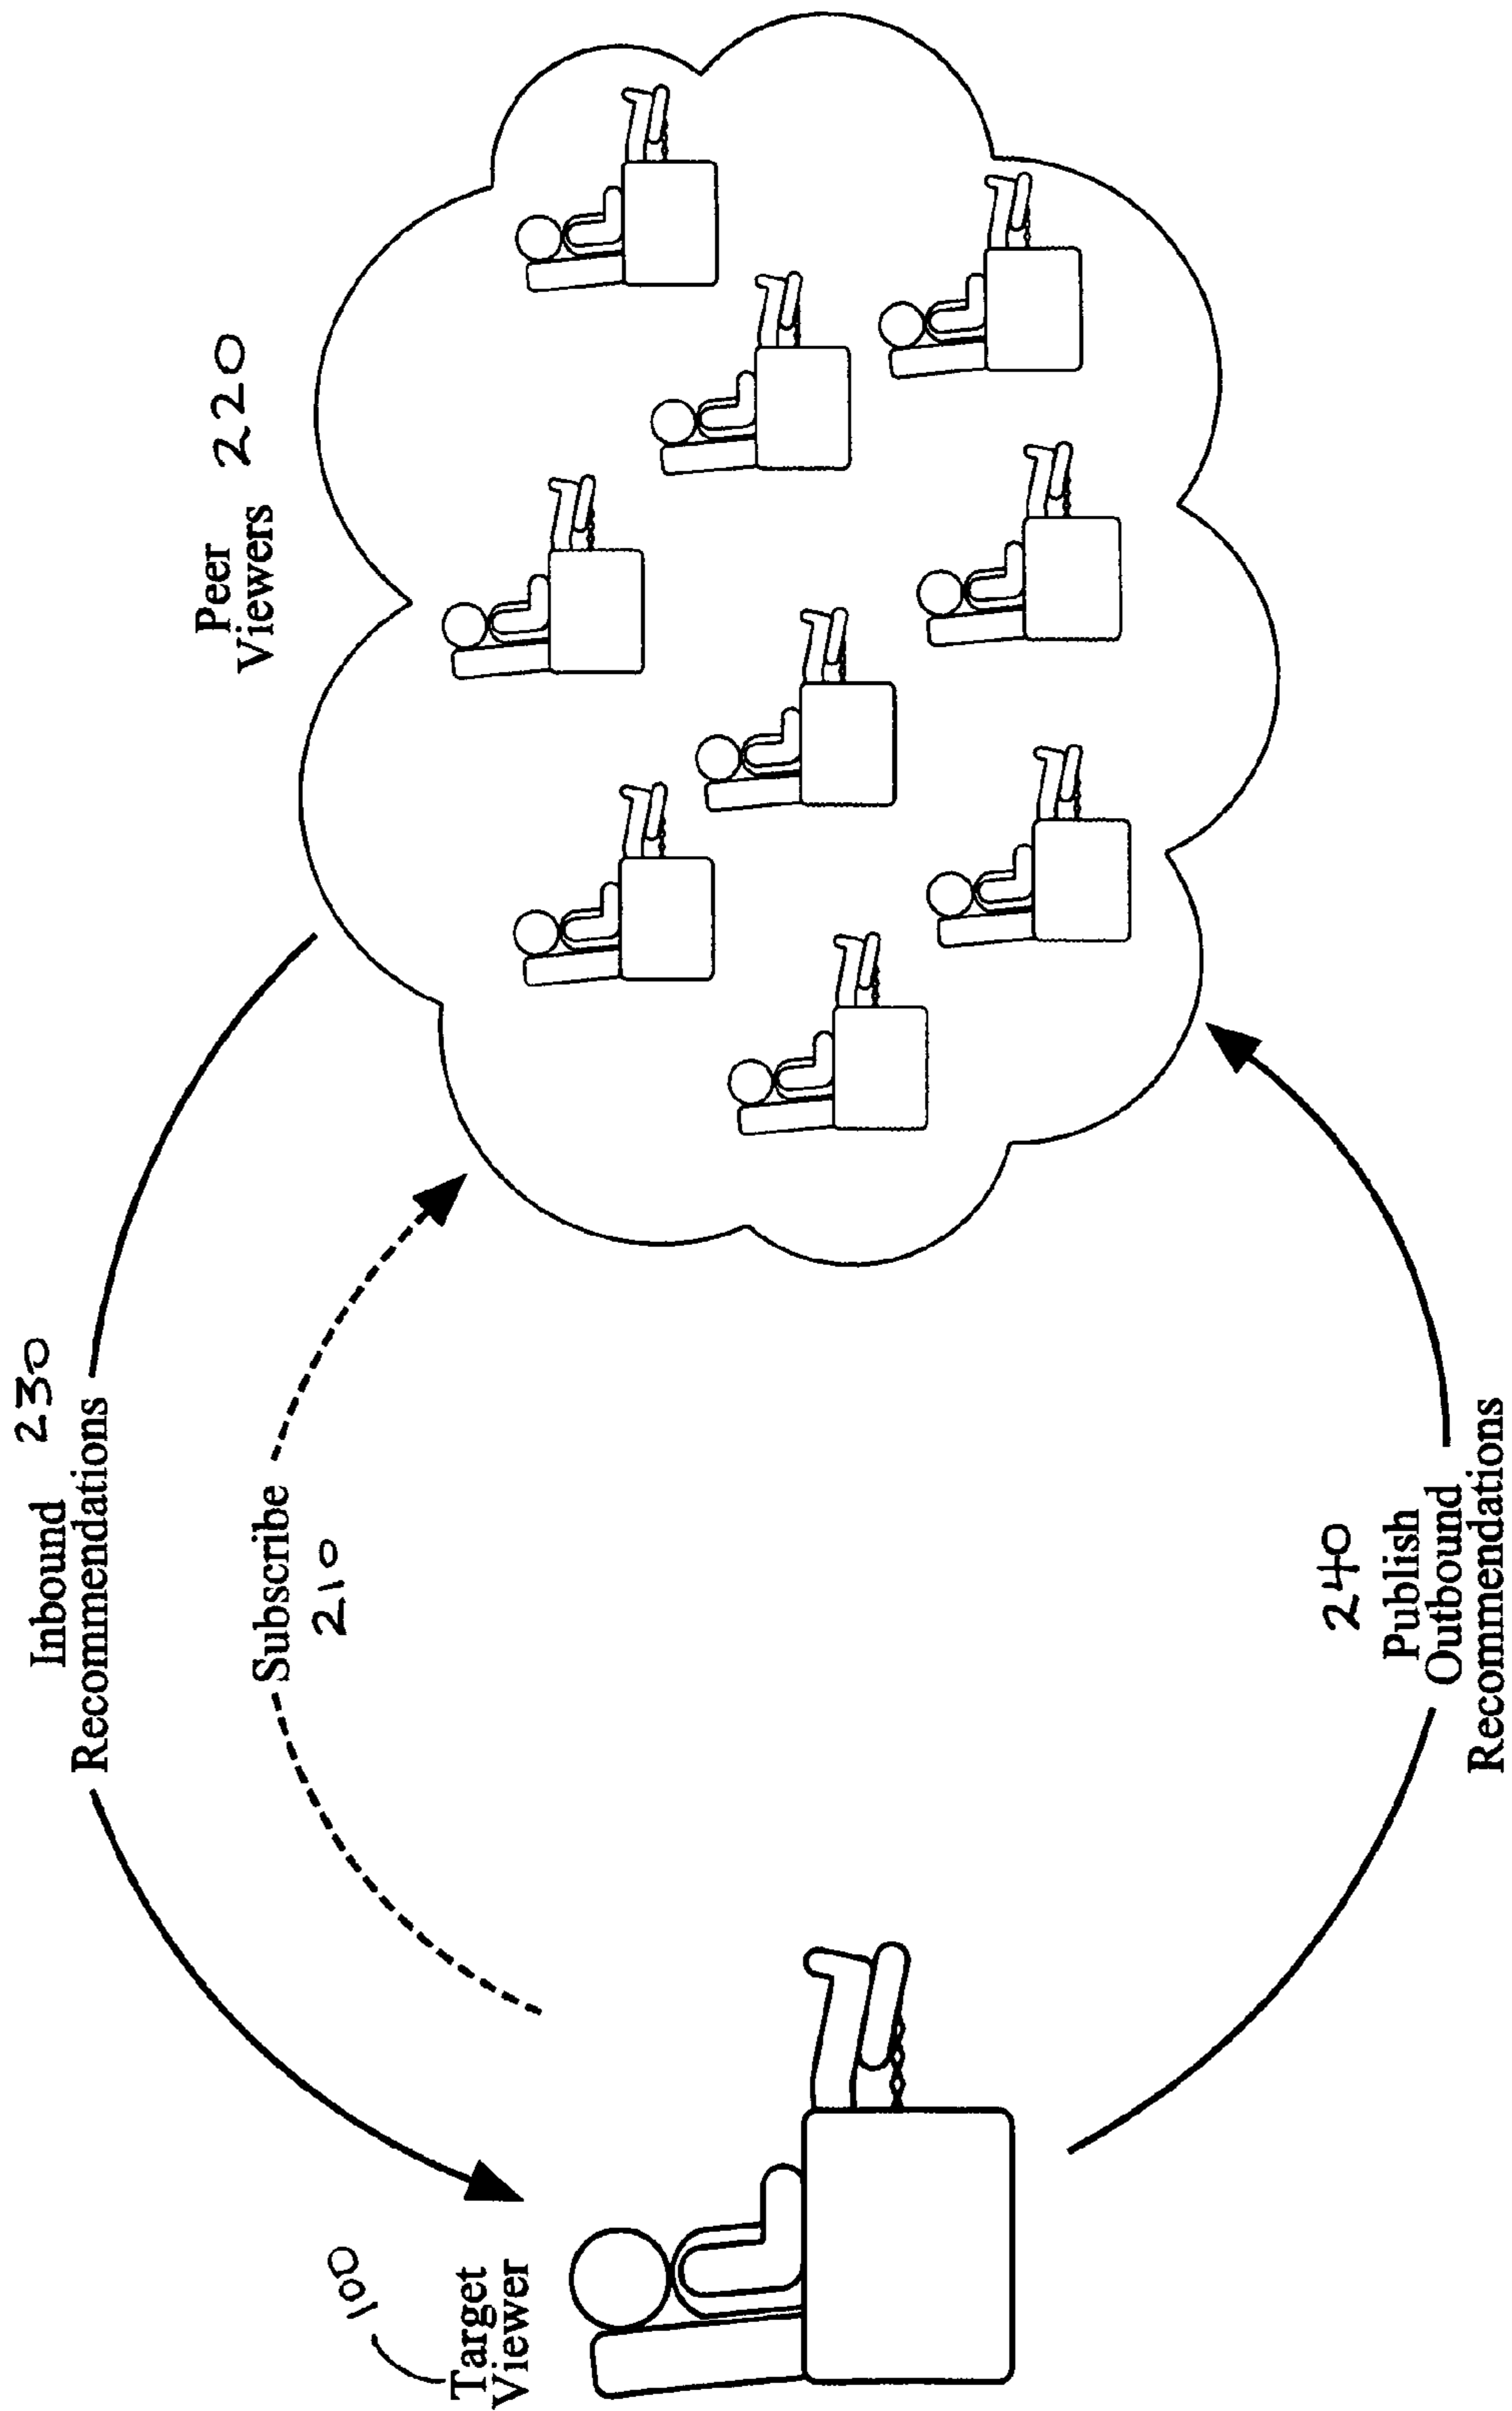 Inbound 230
Recommendations
Subscribe
210
Peer 220
Viewers
100
Target
Viewer
240
Publish
Outbound
Recommendations